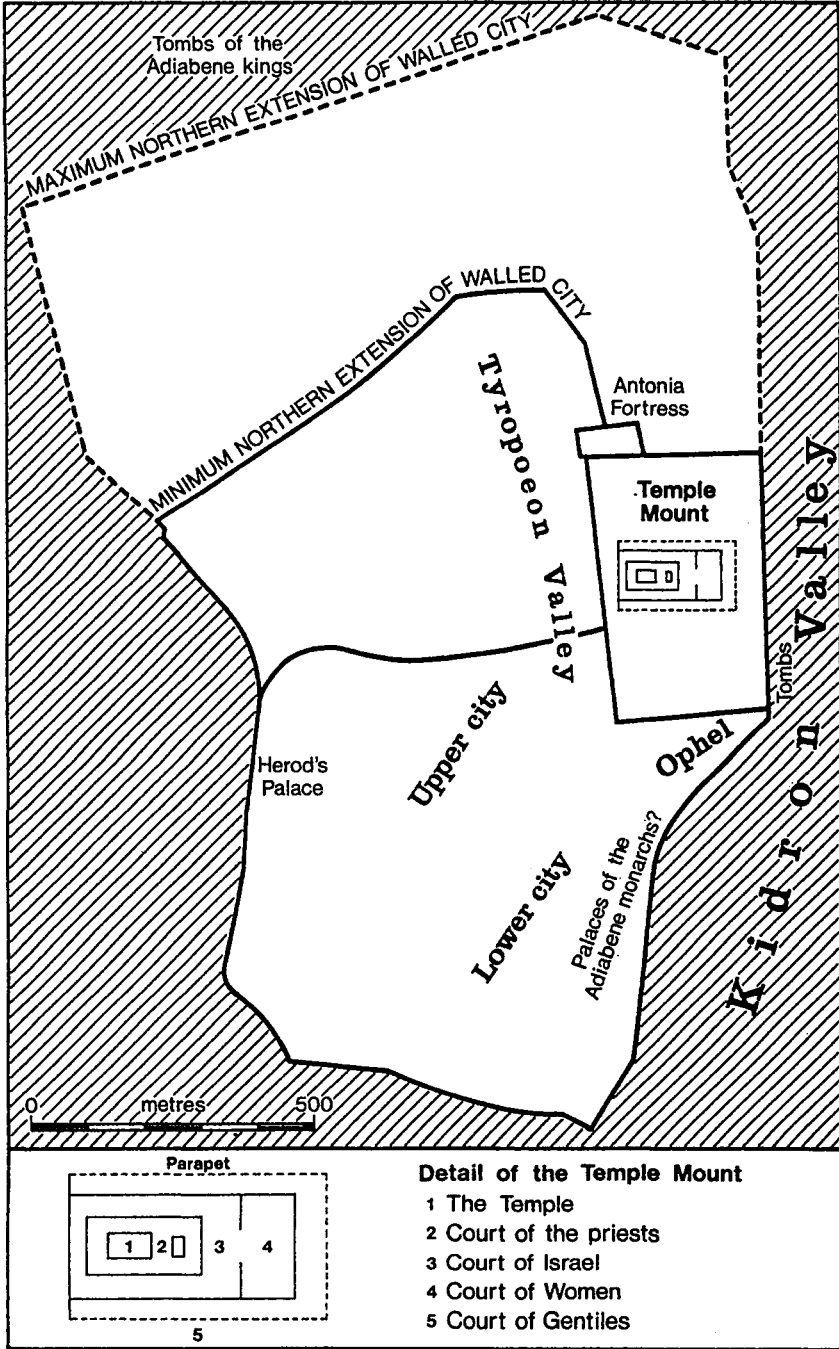 Tombs of the
Adiabene kings
MAXIMUM NORTHERN EXTENSION OF WALLED CITY
MINIMUM NORTHERN EXTENSION OF WALLED CITY
Tyropoeon Valley
Antonia
Fortress
Temple
Mount
Kidron Valley
Tombs
Ophel
Upper city
Herod's
Palace
Lower city
Palaces of the
Adiabene monarchs?
0 metres 500
Parapet
1 2 3 4
5
Detail of the Temple Mount
1 The Temple
2 Court of the priests
3 Court of Israel
4 Court of Women
5 Court of Gentiles